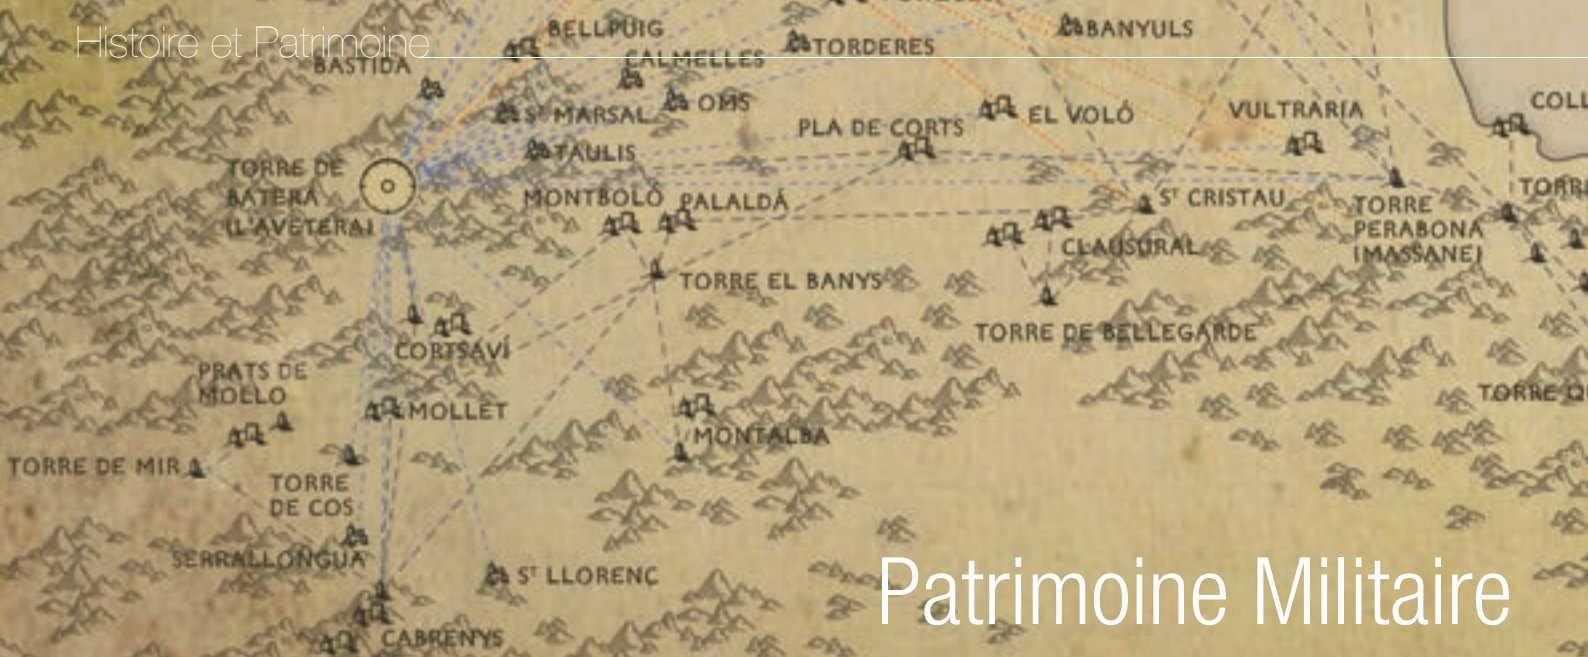 Histoire et Patrimoine
BELLPUIG
BANYULS
TORDERES
CALMELLES
BASTIDA
OMS
COLL
ST MARSAL
EL VOLÓ
VULTRARIA
PLA DE CORTS
TAULIS
TORRE DE
BATERA
(L'AVETERA)
MONTBOLÓ
PALALDÁ
ST CRISTAU
TORRE
PERABONA
(MASSANE)
CLAUSURAL
TORRE EL BANYS
TORRE DE BELLEGARDE
CORTSAVÍ
PRATS DE
MOLLO
MOLLET
MONTALBA
TORRE DE MIR
TORRE
DE COS
SERRALLONGUA
ST LLORENC
CABRENYS
Patrimoine Militaire